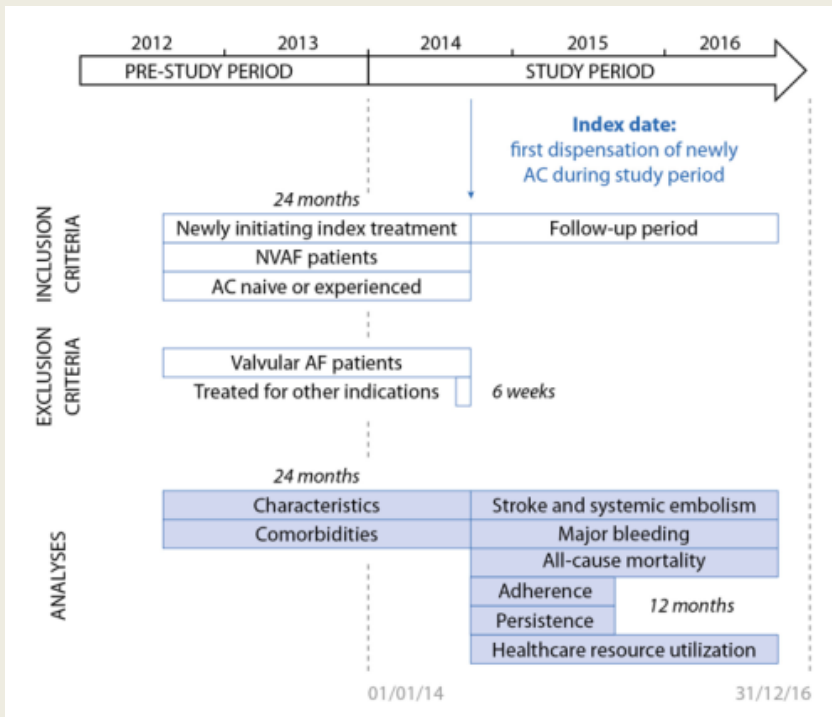 2012 2013 2014 2015 2016
PRE-STUDY PERIOD STUDY PERIOD
Index date:
first dispensation of newly
AC during study period
24 months
INCLUSION
CRITERIA
Newly initiating index treatment Follow-up period
NVAF patients
AC naive or experienced
EXCLUSION
CRITERIA
Valvular AF patients
Treated for other indications 6 weeks
24 months
ANALYSES
Characteristics Stroke and systemic embolism
Comorbidities Major bleeding
All-cause mortality
Adherence
12 months
Persistence
Healthcare resource utilization
01/01/14 31/12/16